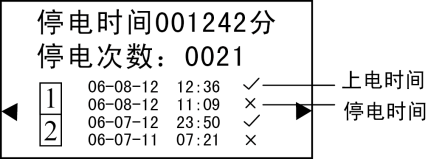 停电时间001242分
停电次数：0021
1 06-08-12 12:36 ✓ 上电时间
06-08-12 11:09 × 停电时间
2 06-07-12 23:50 ✓
06-07-11 07:21 ×